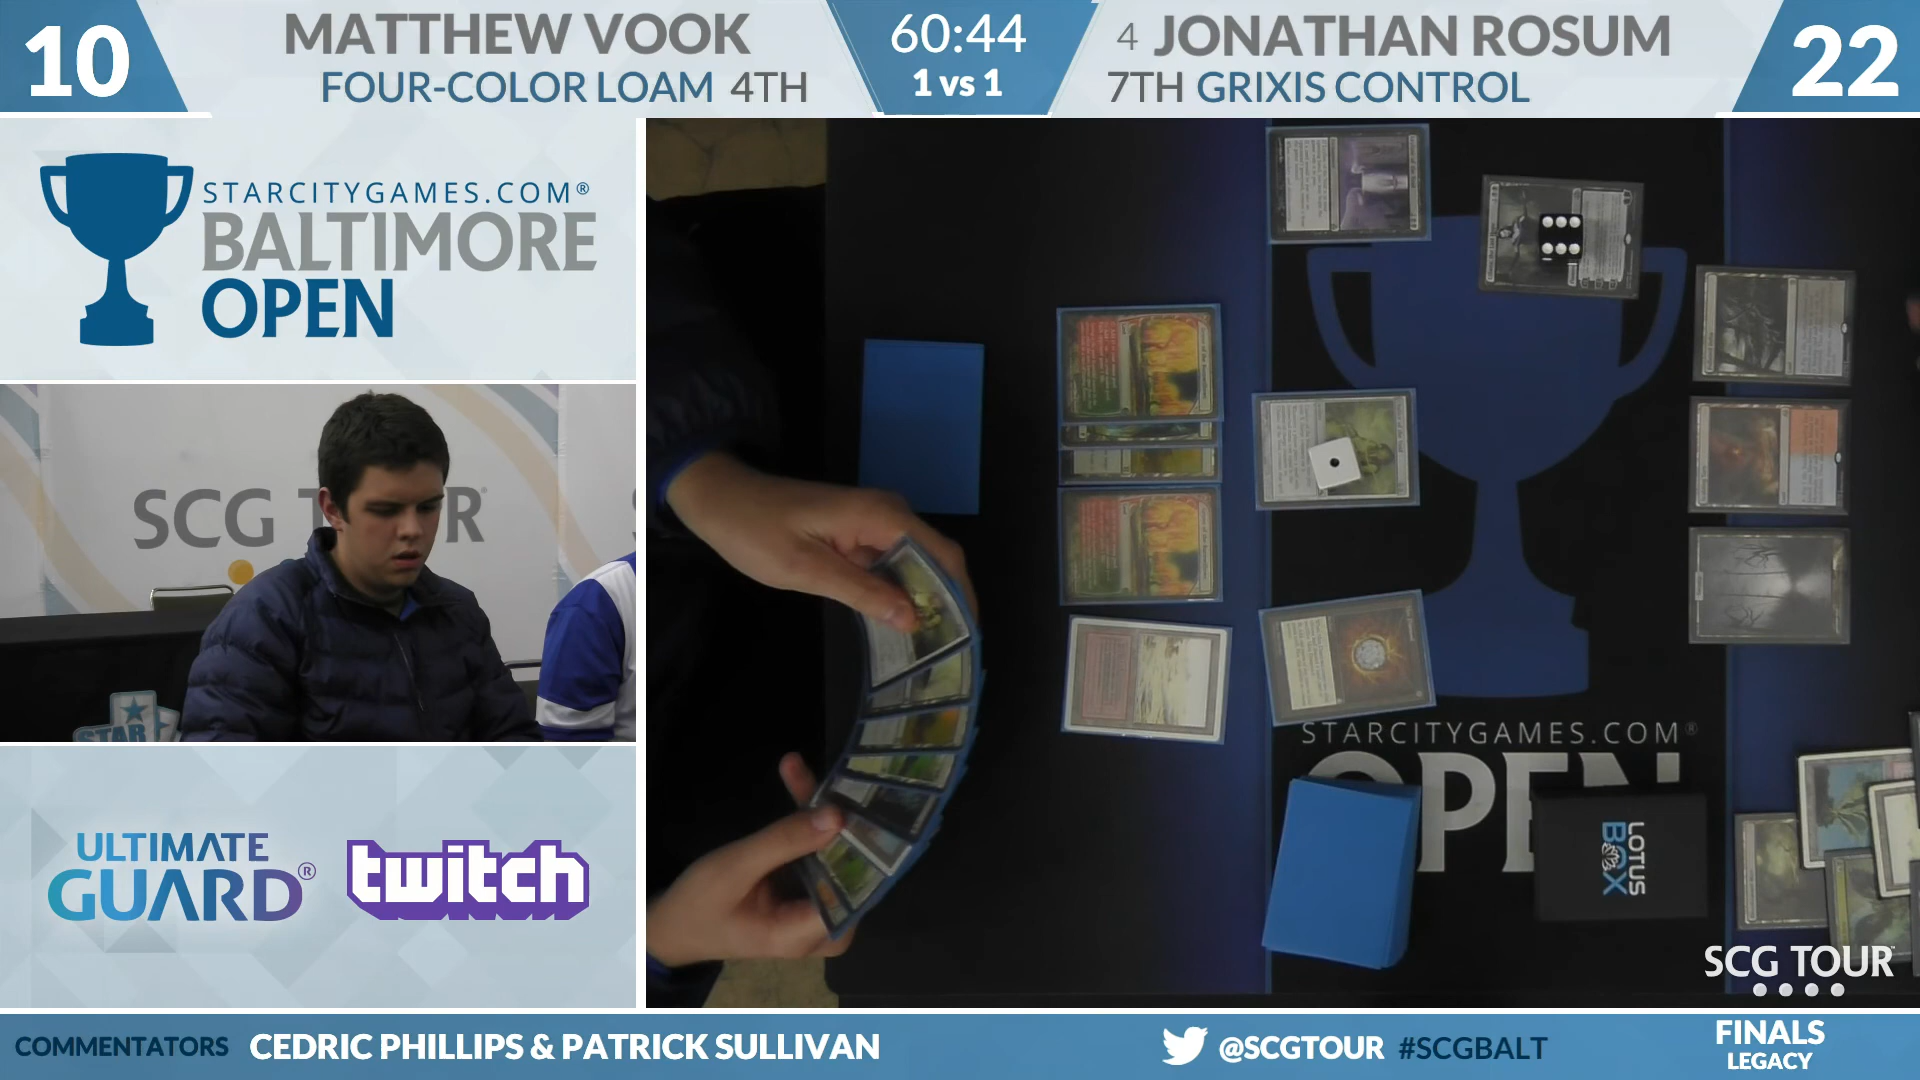 10
MATTHEW VOOK
FOUR-COLOR LOAM 4TH
60:44
1 vs 1
4 JONATHAN ROSUM
7TH GRIXIS CONTROL
22
STARCITYGAMES.COM®
BALTIMORE
OPEN
SCG TOUR
STAR
ULTIMATE
GUARD®
twitch
STARCITYGAMES.COM®
OPEN
LOTUS
BOX
SCG TOUR
COMMENTATORS CEDRIC PHILLIPS & PATRICK SULLIVAN
@SCGTOUR #SCGBALT
FINALS
LEGACY